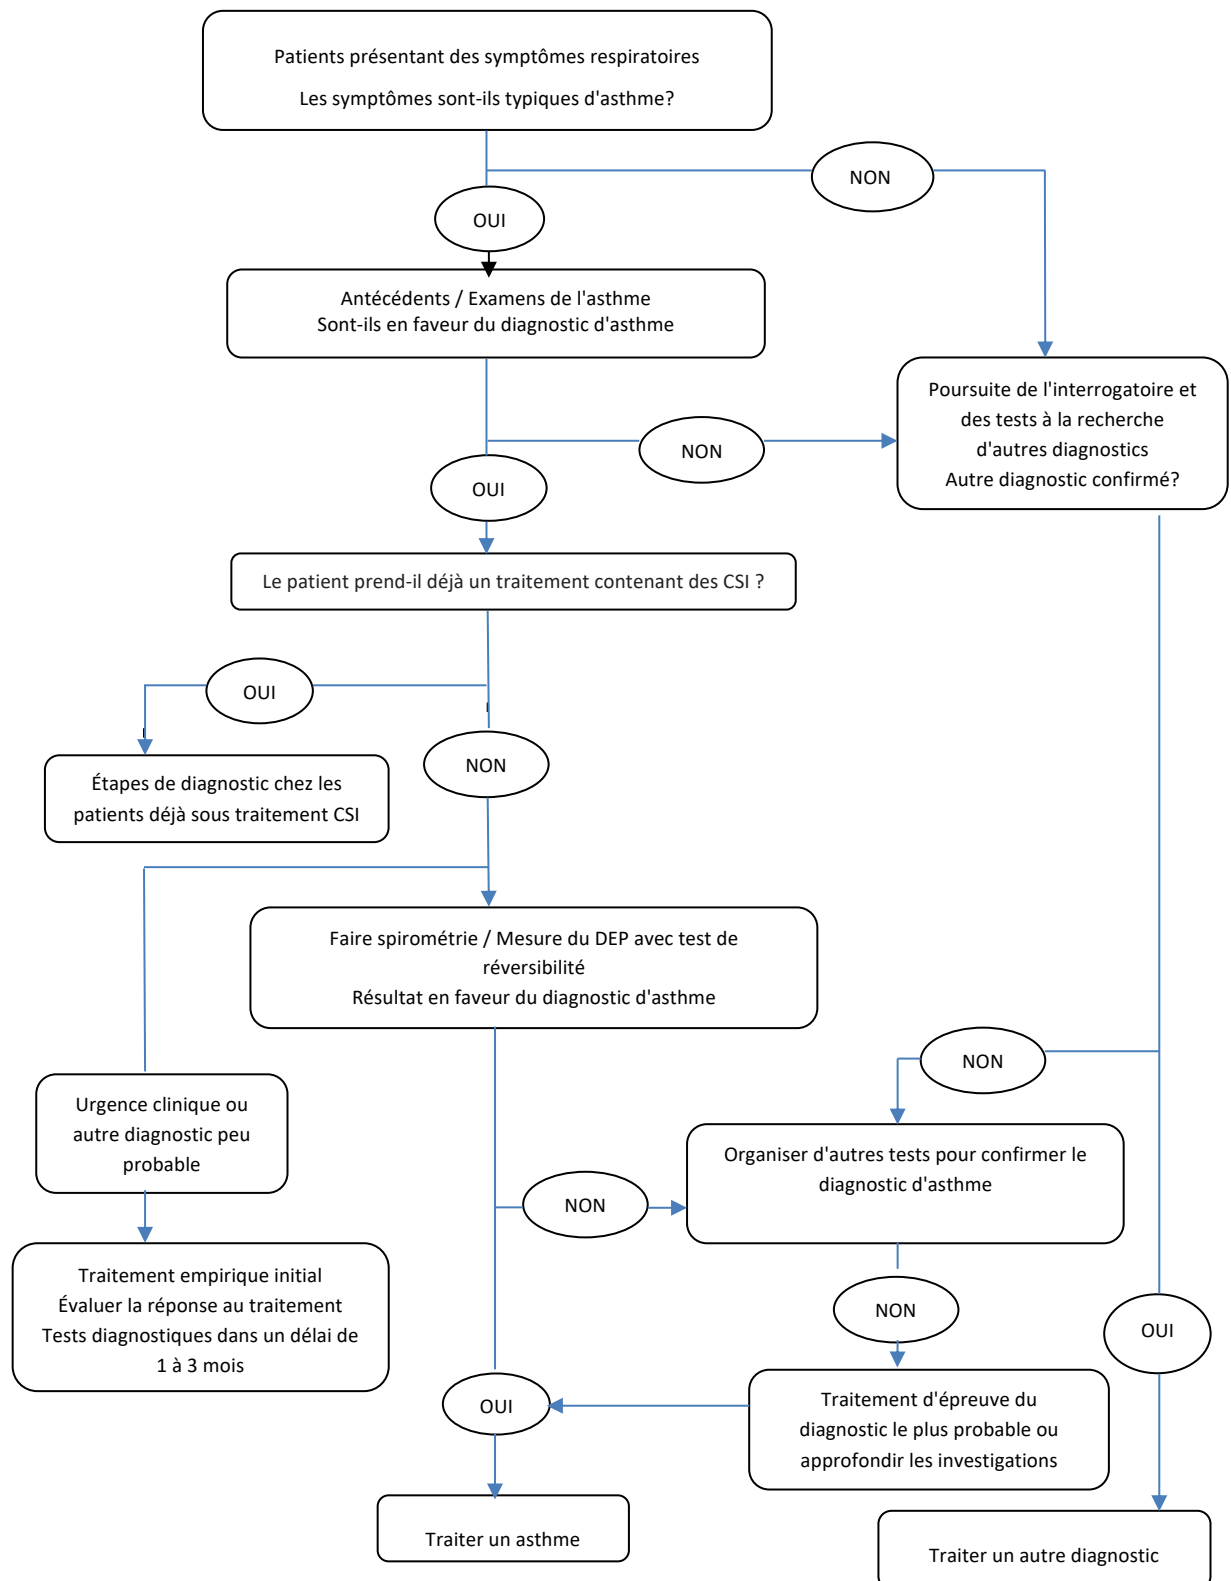 Patients présentant des symptômes respiratoires
Les symptômes sont-ils typiques d'asthme?
NON
OUI
Antécédents / Examens de l'asthme
Sont-ils en faveur du diagnostic d'asthme
Poursuite de l'interrogatoire et
des tests à la recherche
d'autres diagnostics
Autre diagnostic confirmé?
NON
OUI
Le patient prend-il déjà un traitement contenant des CSI ?
OUI
NON
Étapes de diagnostic chez les
patients déjà sous traitement CSI
Faire spirométrie / Mesure du DEP avec test de
réversibilité
Résultat en faveur du diagnostic d'asthme
NON
Urgence clinique ou
autre diagnostic peu
probable
Organiser d'autres tests pour confirmer le
diagnostic d'asthme
NON
Traitement empirique initial
Évaluer la réponse au traitement
Tests diagnostiques dans un délai de
1 à 3 mois
NON
OUI
OUI
Traitement d'épreuve du
diagnostic le plus probable ou
approfondir les investigations
Traiter un asthme
Traiter un autre diagnostic